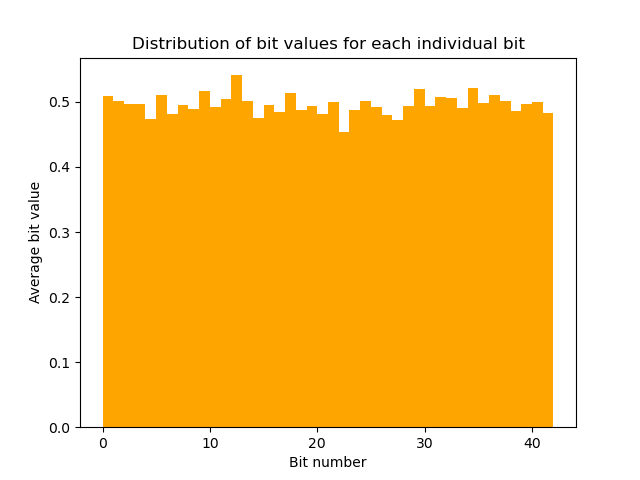 Distribution of bit values for each individual bit
0.5
0.4
0.3
0.2
0.1
0.0
Average bit value
0 10 20 30 40
Bit number